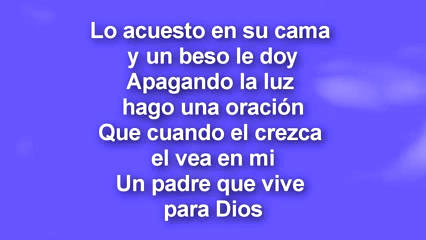 Lo acuesto en su cama
y un beso le doy
Apagando la luz
hago una oración
Que cuando el crezca
el vea en mi
Un padre que vive
para Dios